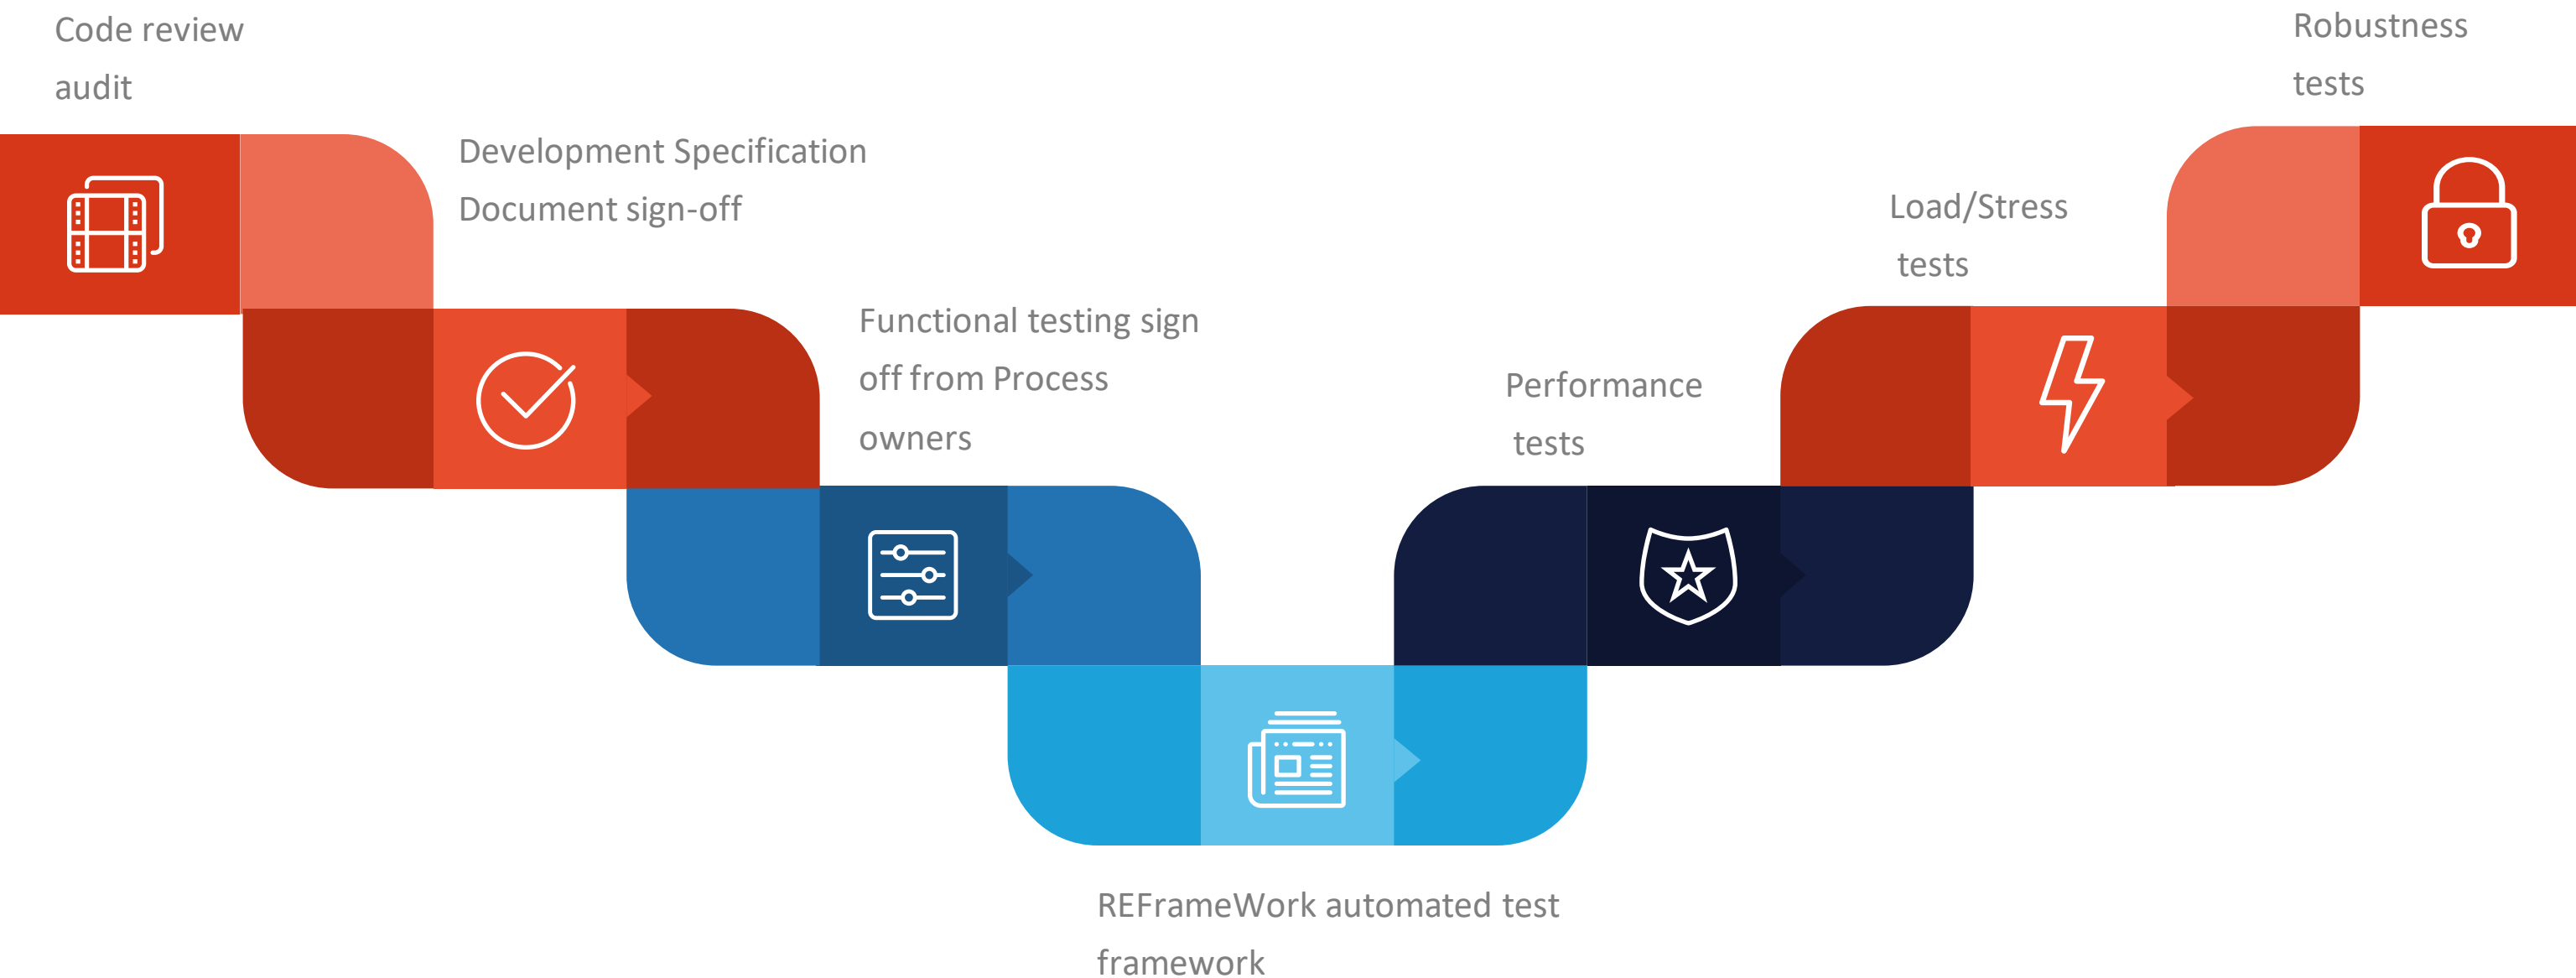 Code review
audit
Development Specification
Document sign-off
Functional testing sign
off from Process
owners
REFrameWork automated test
framework
Performance
tests
Load/Stress
tests
Robustness
tests